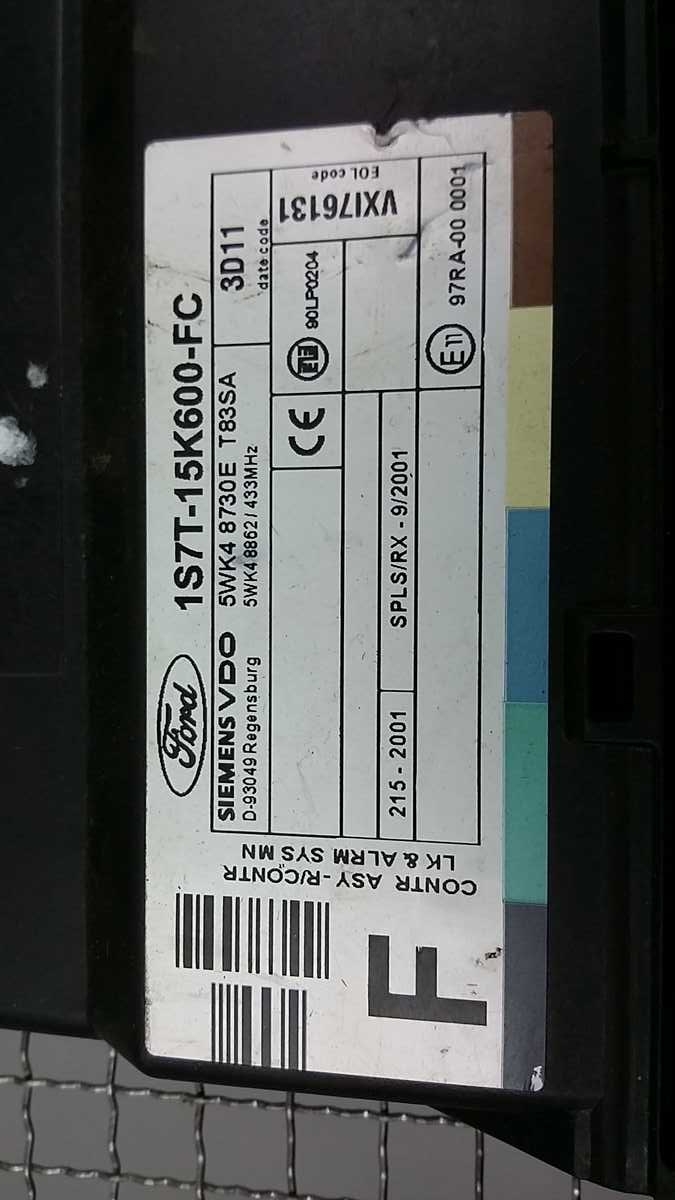 Ford
1S7T-15K600-FC
SIEMENS VDO 5WK4 8730E T83SA
D-93049 Regensburg 5WK4 8862 / 433MHz
3D11
date code
CE
90LP0204
VXI76131
EOL code
215 - 2001 SPLS/RX - 9/2001
E11 97RA-00 0001
CONTR ASY -R/CONTR
LK & ALRM SYS MN
F